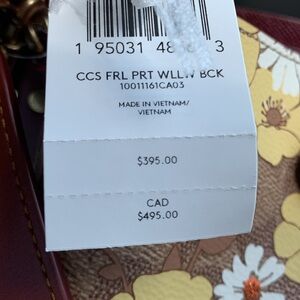 1 95031 48 3
CCS FRL PRT WLLW BCK
10011161CA03
MADE IN VIETNAM/
VIETNAM
$395.00
CAD
$495.00